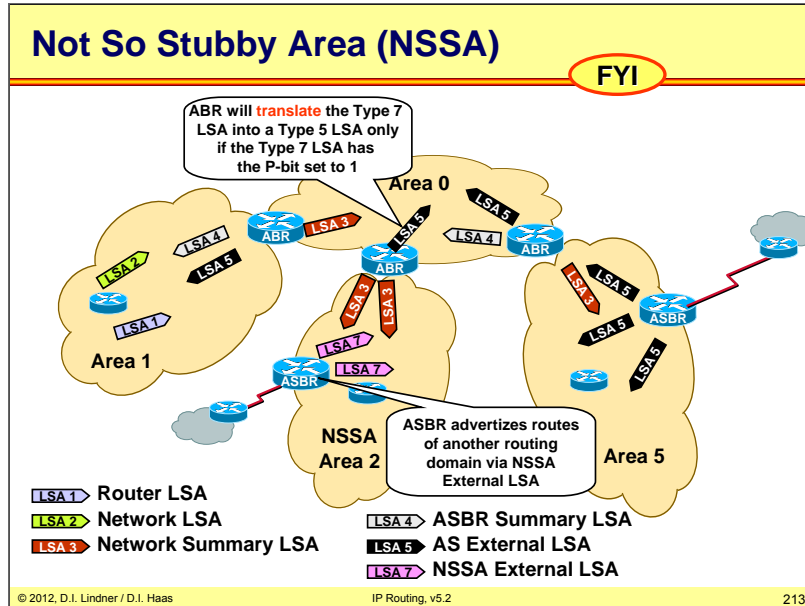 Not So Stubby Area (NSSA)
FYI
ABR will translate the Type 7
LSA into a Type 5 LSA only
if the Type 7 LSA has
the P-bit set to 1
Area 0
LSA 5
LSA 5
LSA 3
LSA 4
ABR
LSA 4
ABR
LSA 2
LSA 5
ABR
LSA 3
LSA 3
LSA 3
LSA 5
ASBR
LSA 1
LSA 7
LSA 5
Area 1
LSA 7
LSA 5
ASBR
ASBR advertizes routes
of another routing
domain via NSSA
External LSA
NSSA
Area 2
Area 5
LSA 1 Router LSA
LSA 2 Network LSA
LSA 3 Network Summary LSA
LSA 4 ASBR Summary LSA
LSA 5 AS External LSA
LSA 7 NSSA External LSA
© 2012, D.I. Lindner / D.I. Haas
IP Routing, v5.2
213